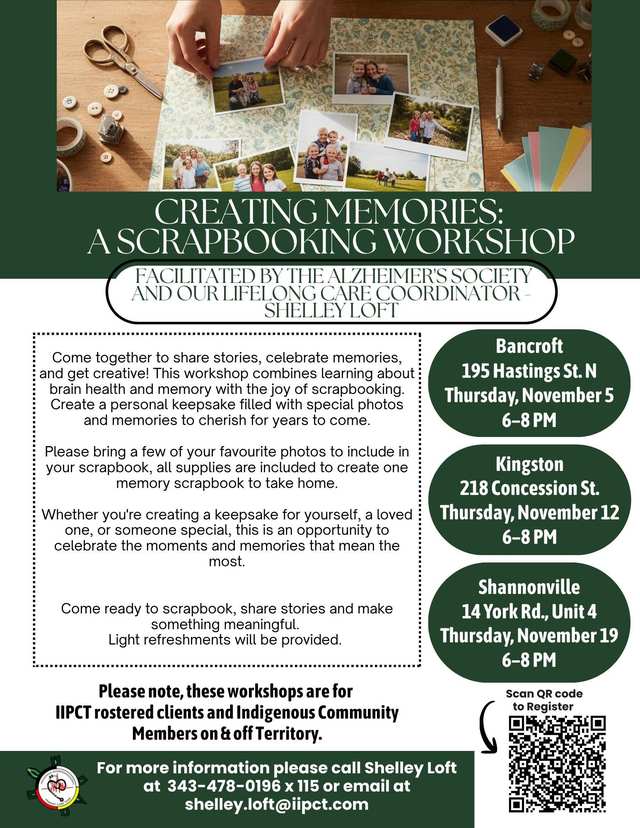 CREATING MEMORIES:
A SCRAPBOOKING WORKSHOP
FACILITATED BY THE ALZHEIMER'S SOCIETY
AND OUR LIFELONG CARE COORDINATOR -
SHELLEY LOFT
Come together to share stories, celebrate memories,
and get creative! This workshop combines learning about
brain health and memory with the joy of scrapbooking.
Create a personal keepsake filled with special photos
and memories to cherish for years to come.
Please bring a few of your favourite photos to include in
your scrapbook, all supplies are included to create one
memory scrapbook to take home.
Whether you're creating a keepsake for yourself, a loved
one, or someone special, this is an opportunity to
celebrate the moments and memories that mean the
most.
Come ready to scrapbook, share stories and make
something meaningful.
Light refreshments will be provided.
Bancroft
195 Hastings St. N
Thursday, November 5
6–8 PM
Kingston
218 Concession St.
Thursday, November 12
6–8 PM
Shannonville
14 York Rd., Unit 4
Thursday, November 19
6–8 PM
Please note, these workshops are for
IIPCT rostered clients and Indigenous Community
Members on & off Territory.
Scan QR code
to Register
For more information please call Shelley Loft
at 343-478-0196 x 115 or email at
shelley.loft@iipct.com